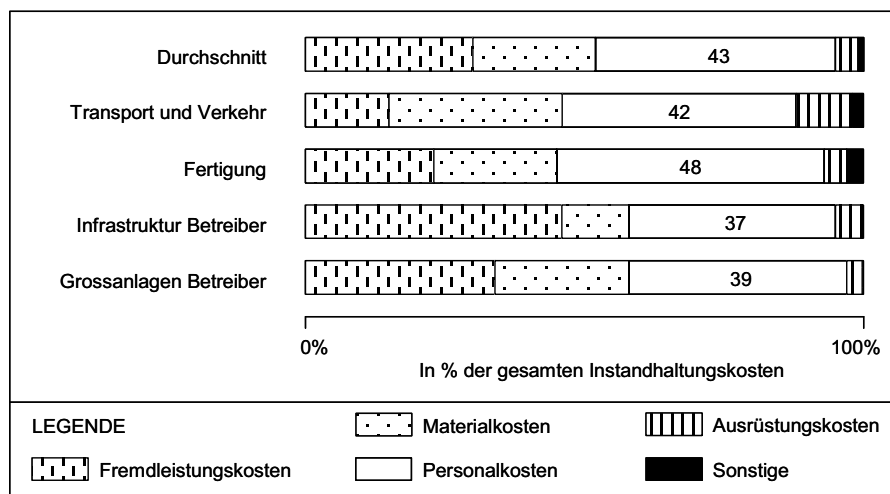 Durchschnitt 43
Transport und Verkehr 42
Fertigung 48
Infrastruktur Betreiber 37
Grossanlagen Betreiber 39
0% 100%
In % der gesamten Instandhaltungskosten
LEGENDE Materialkosten Ausrüstungskosten
Fremdleistungskosten Personalkosten Sonstige